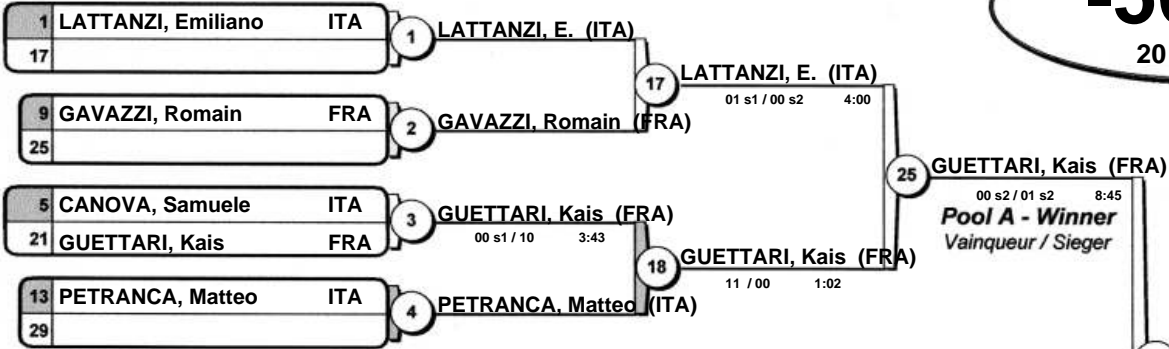 1 LATTANZI, Emiliano ITA
17
1
LATTANZI, E. (ITA)
9 GAVAZZI, Romain FRA
25
2
GAVAZZI, Romain (FRA)
17
LATTANZI, E. (ITA)
01 s1 / 00 s2 4:00
5 CANOVA, Samuele ITA
21 GUETTARI, Kais FRA
3
GUETTARI, Kais (FRA)
00 s1 / 10 3:43
13 PETRANCA, Matteo ITA
29
4
PETRANCA, Matteo (ITA)
18
GUETTARI, Kais (FRA)
11 / 00 1:02
25
GUETTARI, Kais (FRA)
00 s2 / 01 s2 8:45
Pool A - Winner
Vainqueur / Sieger
20